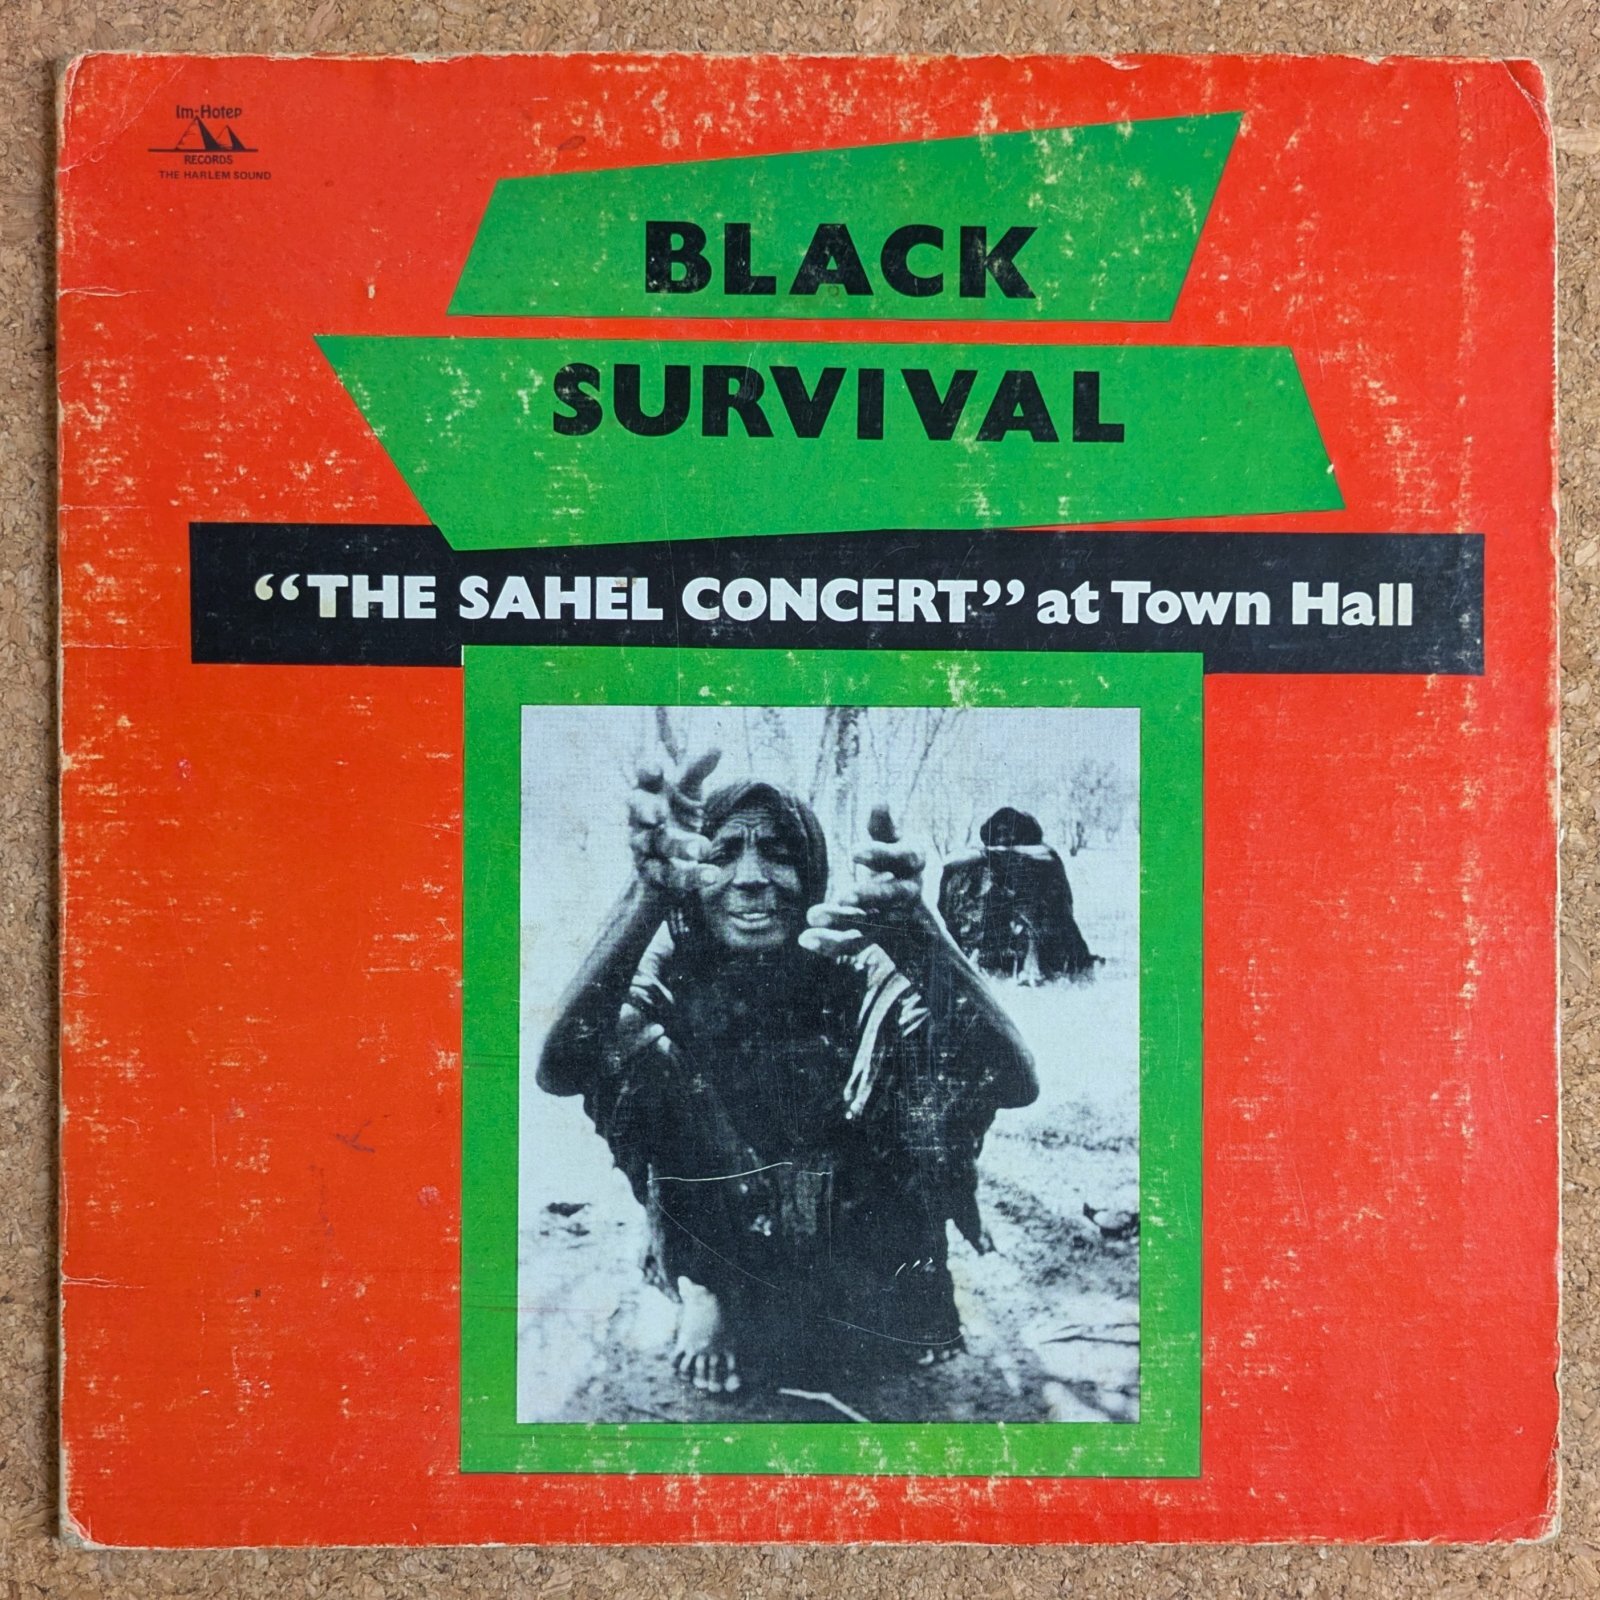 Im-Hotep
RECORDS
THE HARLEM SOUND
BLACK
SURVIVAL
“THE SAHEL CONCERT” at Town Hall